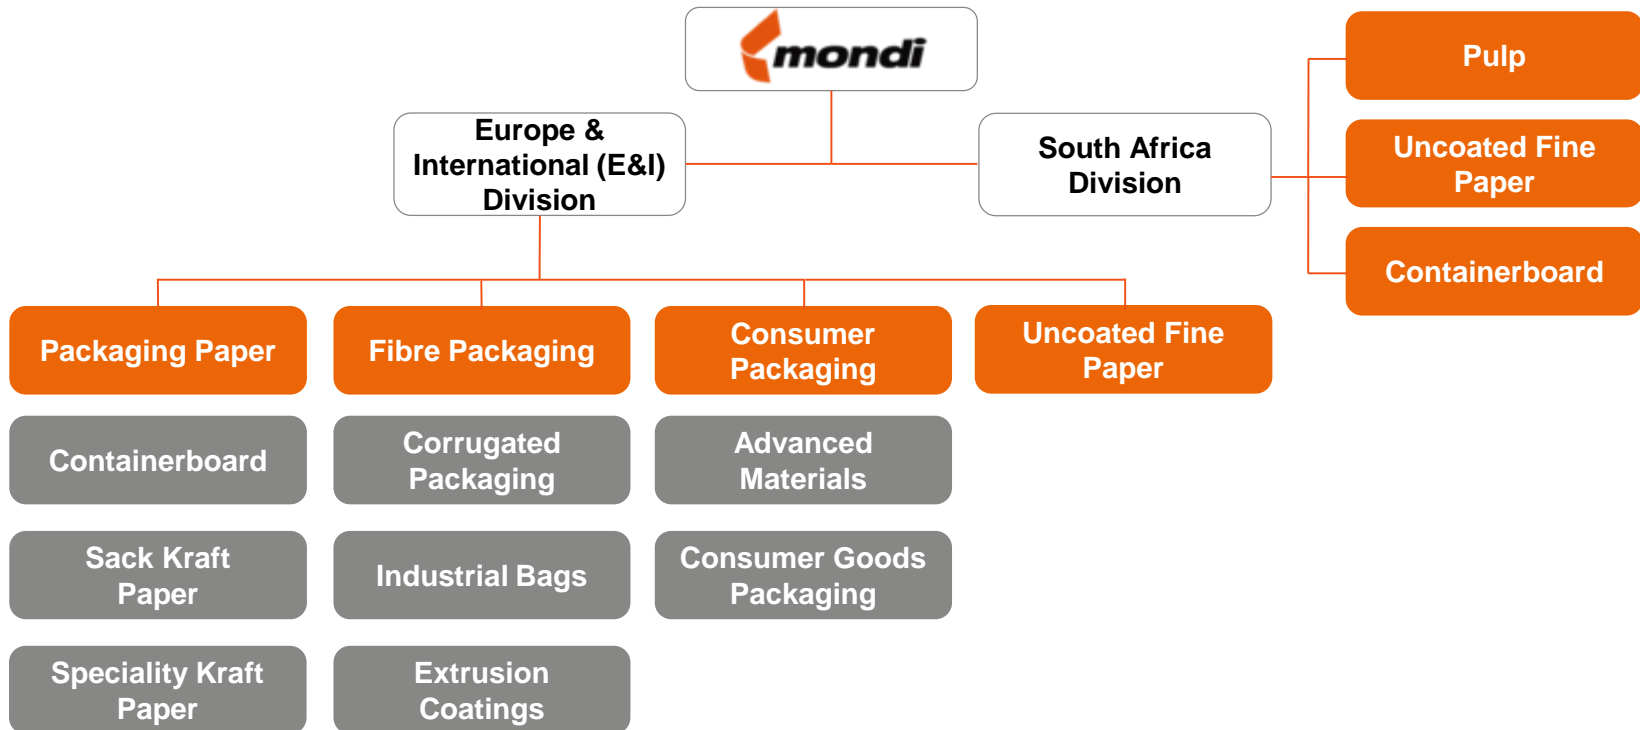 mondi
Europe &
International (E&I)
Division
South Africa
Division
Pulp
Uncoated Fine
Paper
Containerboard
Packaging Paper
Fibre Packaging
Consumer
Packaging
Uncoated Fine
Paper
Containerboard
Corrugated
Packaging
Advanced
Materials
Sack Kraft
Paper
Industrial Bags
Consumer Goods
Packaging
Speciality Kraft
Paper
Extrusion
Coatings